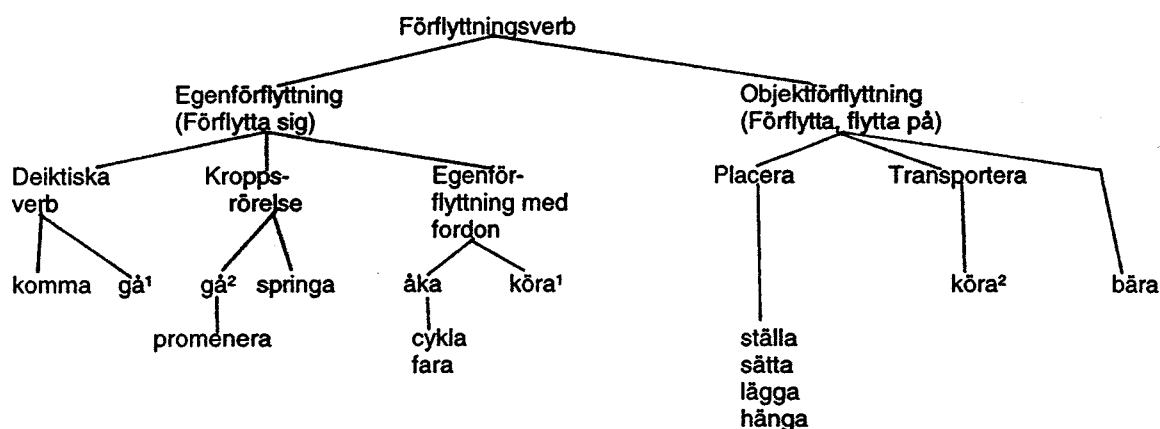 Förflyttningsverb
Egenförflyttning
(Förflytta sig)
Objektförflyttning
(Förflytta, flytta på)
Deiktiska
verb
Kropps-
rörelse
Egenför-
flyttning med
fordon
Placera
Transportera
komma
gå¹
gå²
springa
åka
köra¹
köra²
bära
promenera
cykla
fara
ställa
sätta
lägga
hänga